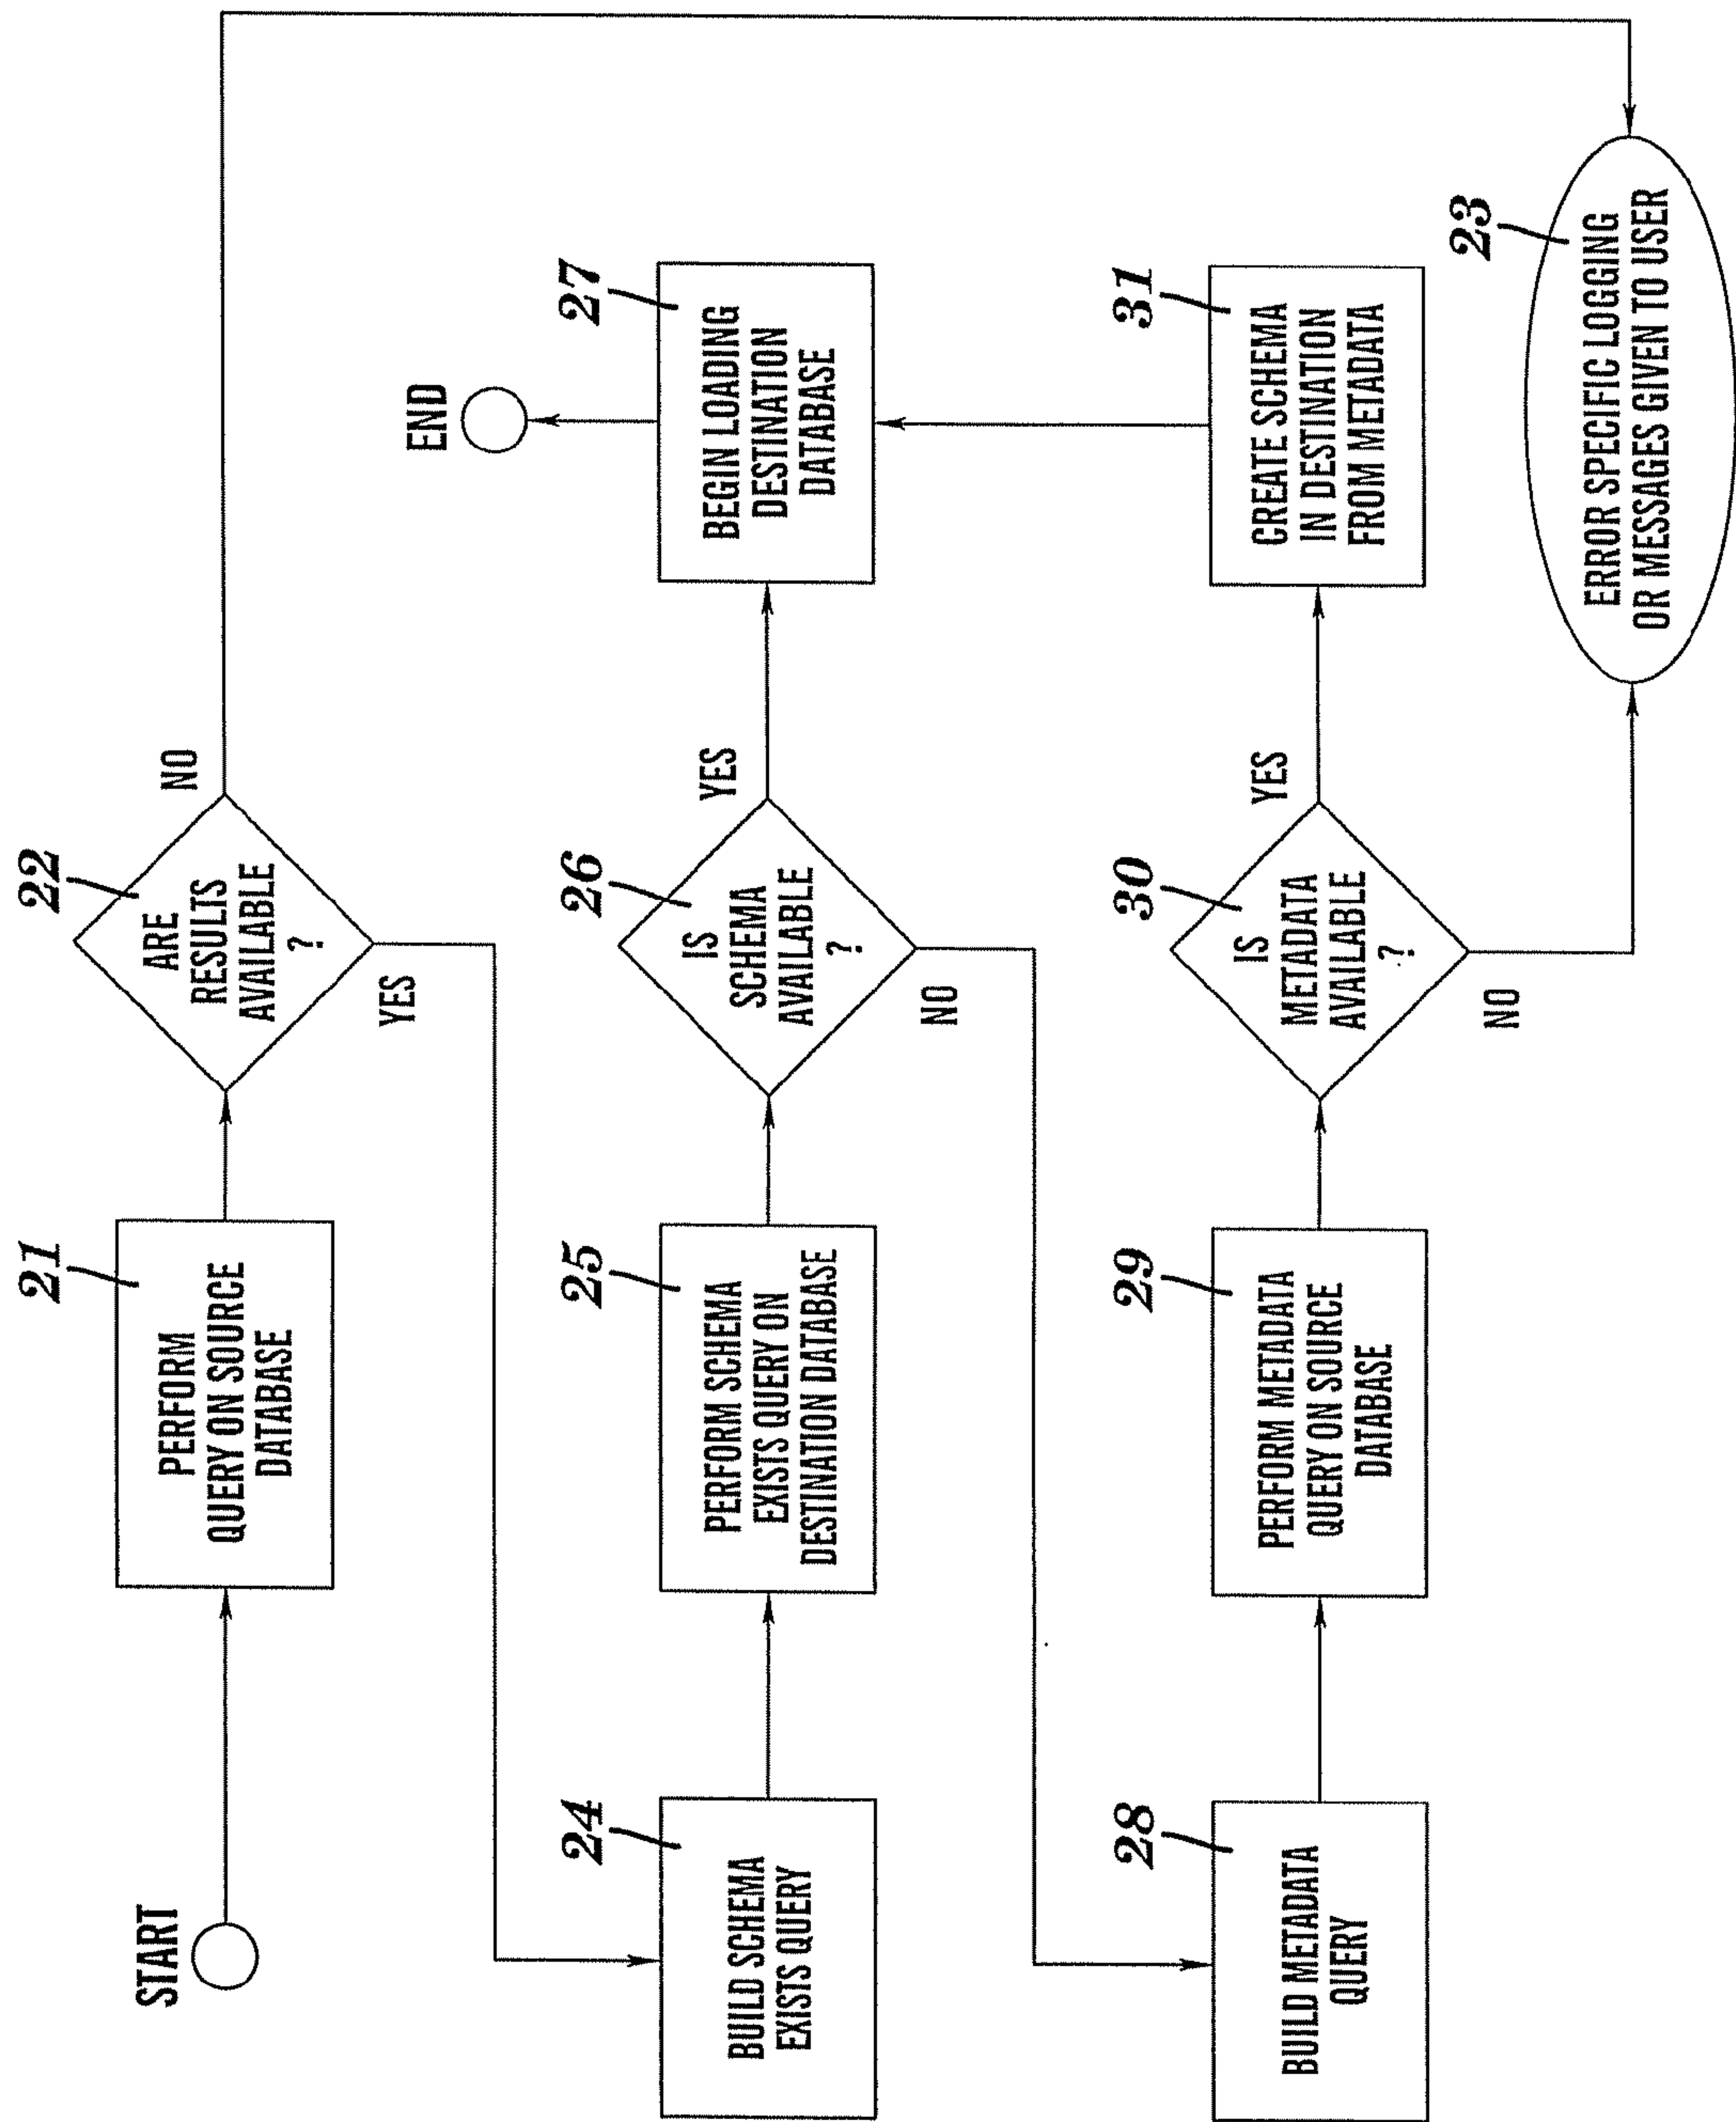 START
21
PERFORM
QUERY ON SOURCE
DATABASE
22
ARE
RESULTS
AVAILABLE
?
NO
YES
24
BUILD SCHEMA
EXISTS QUERY
25
PERFORM SCHEMA
EXISTS QUERY ON
DESTINATION DATABASE
26
IS
SCHEMA
AVAILABLE
?
YES
NO
27
BEGIN LOADING
DESTINATION
DATABASE
END
28
BUILD METADATA
QUERY
29
PERFORM METADATA
QUERY ON SOURCE
DATABASE
30
IS
METADATA
AVAILABLE
?
YES
NO
31
CREATE SCHEMA
IN DESTINATION
FROM METADATA
23
ERROR SPECIFIC LOGGING
OR MESSAGES GIVEN TO USER